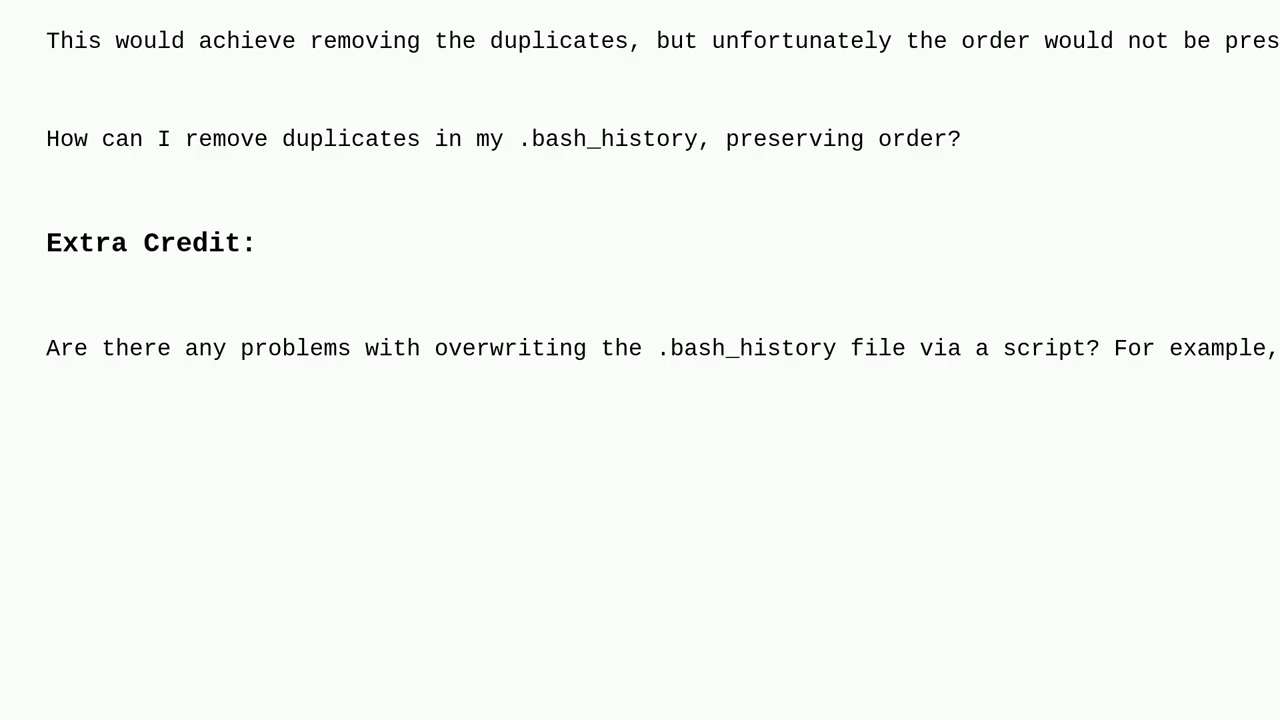 This would achieve removing the duplicates, but unfortunately the order would not be pres
How can I remove duplicates in my .bash_history, preserving order?
Extra Credit:
Are there any problems with overwriting the .bash_history file via a script? For example,